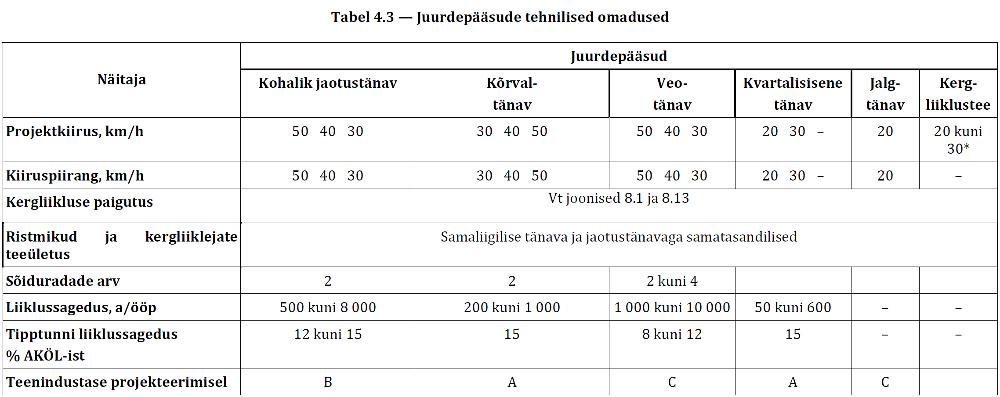 Tabel 4.3 — Juurdepääsude tehnilised omadused
Näitaja
Juurdepääsud
Kohalik jaotustänav
Kõrval-
tänav
Veo-
tänav
Kvartalisisene
tänav
Jalg-
tänav
Kerg-
liiklustee
Projektkiirus, km/h
50 40 30
30 40 50
50 40 30
20 30 –
20
20 kuni
30*
Kiiruspiirang, km/h
50 40 30
30 40 50
50 40 30
20 30 –
20
–
Kergliikluse paigutus
Vt joonised 8.1 ja 8.13
Ristmikud ja kergliiklejate
teeületus
Samaliigilise tänava ja jaotustänavaga samatasandilised
Sõiduradade arv
2
2
2 kuni 4
Liiklussagedus, a/ööp
500 kuni 8 000
200 kuni 1 000
1 000 kuni 10 000
50 kuni 600
–
–
Tipptunni liiklussagedus
% AKÖL-ist
12 kuni 15
15
8 kuni 12
15
–
–
Teenindustase projekteerimisel
B
A
C
A
C